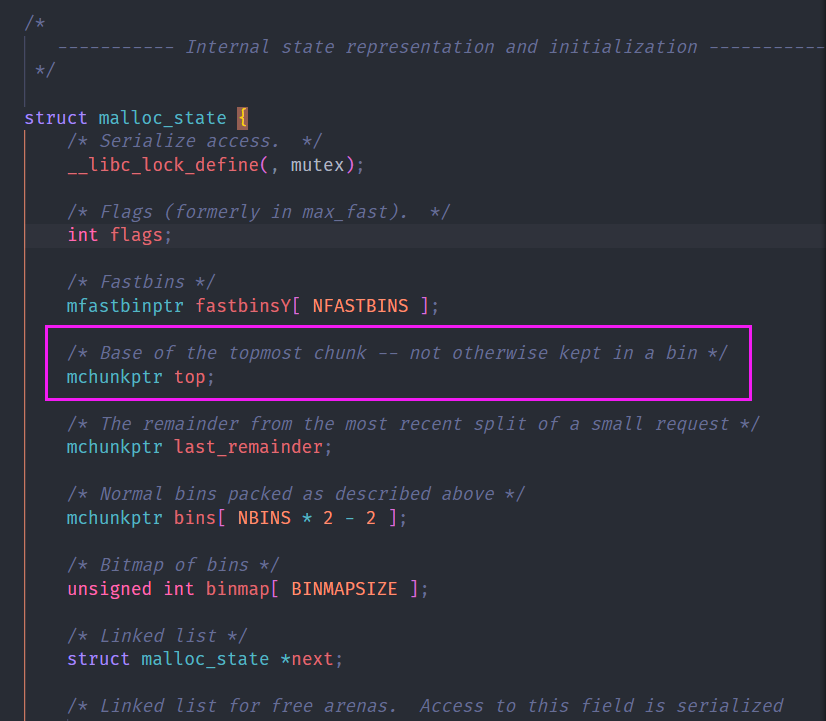 /*
----------- Internal state representation and initialization -----------
*/
struct malloc_state {
/* Serialize access.  */
__libc_lock_define(, mutex);
/* Flags (formerly in max_fast).  */
int flags;
/* Fastbins */
mfastbinptr fastbinsY[ NFASTBINS ];
/* Base of the topmost chunk -- not otherwise kept in a bin */
mchunkptr top;
/* The remainder from the most recent split of a small request */
mchunkptr last_remainder;
/* Normal bins packed as described above */
mchunkptr bins[ NBINS * 2 - 2 ];
/* Bitmap of bins */
unsigned int binmap[ BINMAPSIZE ];
/* Linked list */
struct malloc_state *next;
/* Linked list for free arenas.  Access to this field is serialized